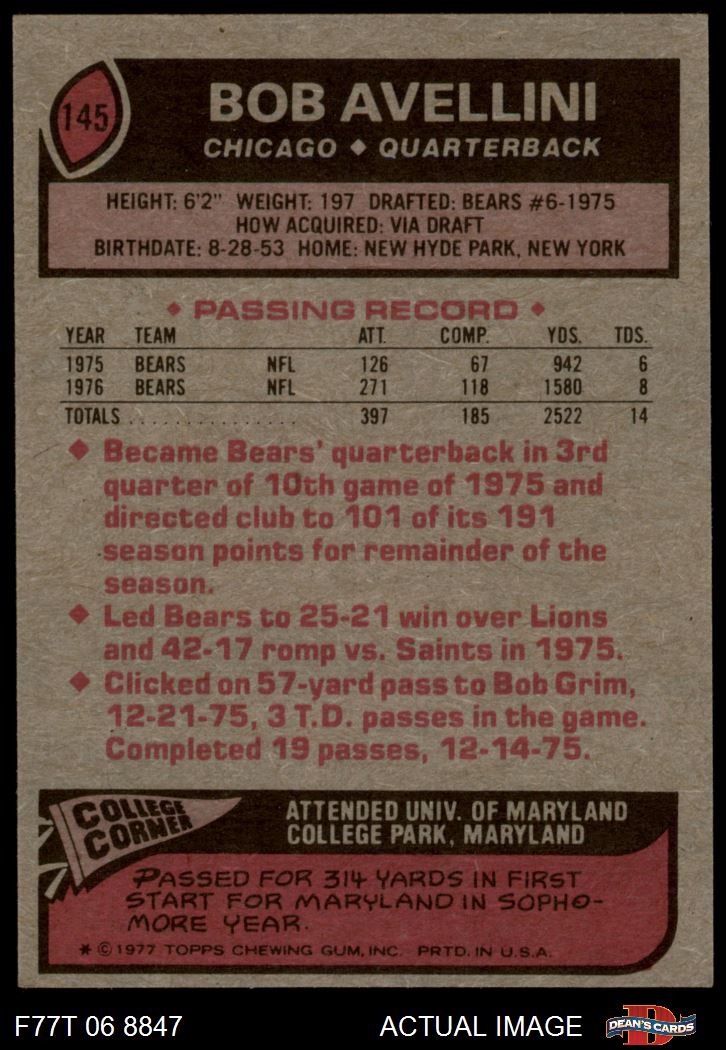 145
BOB AVELLINI
CHICAGO ♦ QUARTERBACK
HEIGHT: 6'2" WEIGHT: 197 DRAFTED: BEARS #6-1975
HOW ACQUIRED: VIA DRAFT
BIRTHDATE: 8-28-53 HOME: NEW HYDE PARK, NEW YORK
♦ PASSING RECORD ♦
YEAR TEAM ATT. COMP. YDS. TDS.
1975 BEARS NFL 126 67 942 6
1976 BEARS NFL 271 118 1580 8
TOTALS . . . . . . . . . . . . . . . . 397 185 2522 14
♦ Became Bears' quarterback in 3rd
quarter of 10th game of 1975 and
directed club to 101 of its 191
season points for remainder of the
season.
♦ Led Bears to 25-21 win over Lions
and 42-17 romp vs. Saints in 1975.
♦ Clicked on 57-yard pass to Bob Grim,
12-21-75, 3 T.D. passes in the game.
Completed 19 passes, 12-14-75.
COLLEGE
CORNER
ATTENDED UNIV. OF MARYLAND
COLLEGE PARK, MARYLAND
PASSED FOR 314 YARDS IN FIRST
START FOR MARYLAND IN SOPHO-
MORE YEAR.
* © 1977 TOPPS CHEWING GUM, INC. PRTD. IN U.S.A.
F77T 06 8847
ACTUAL IMAGE
D
DEAN'S CARDS